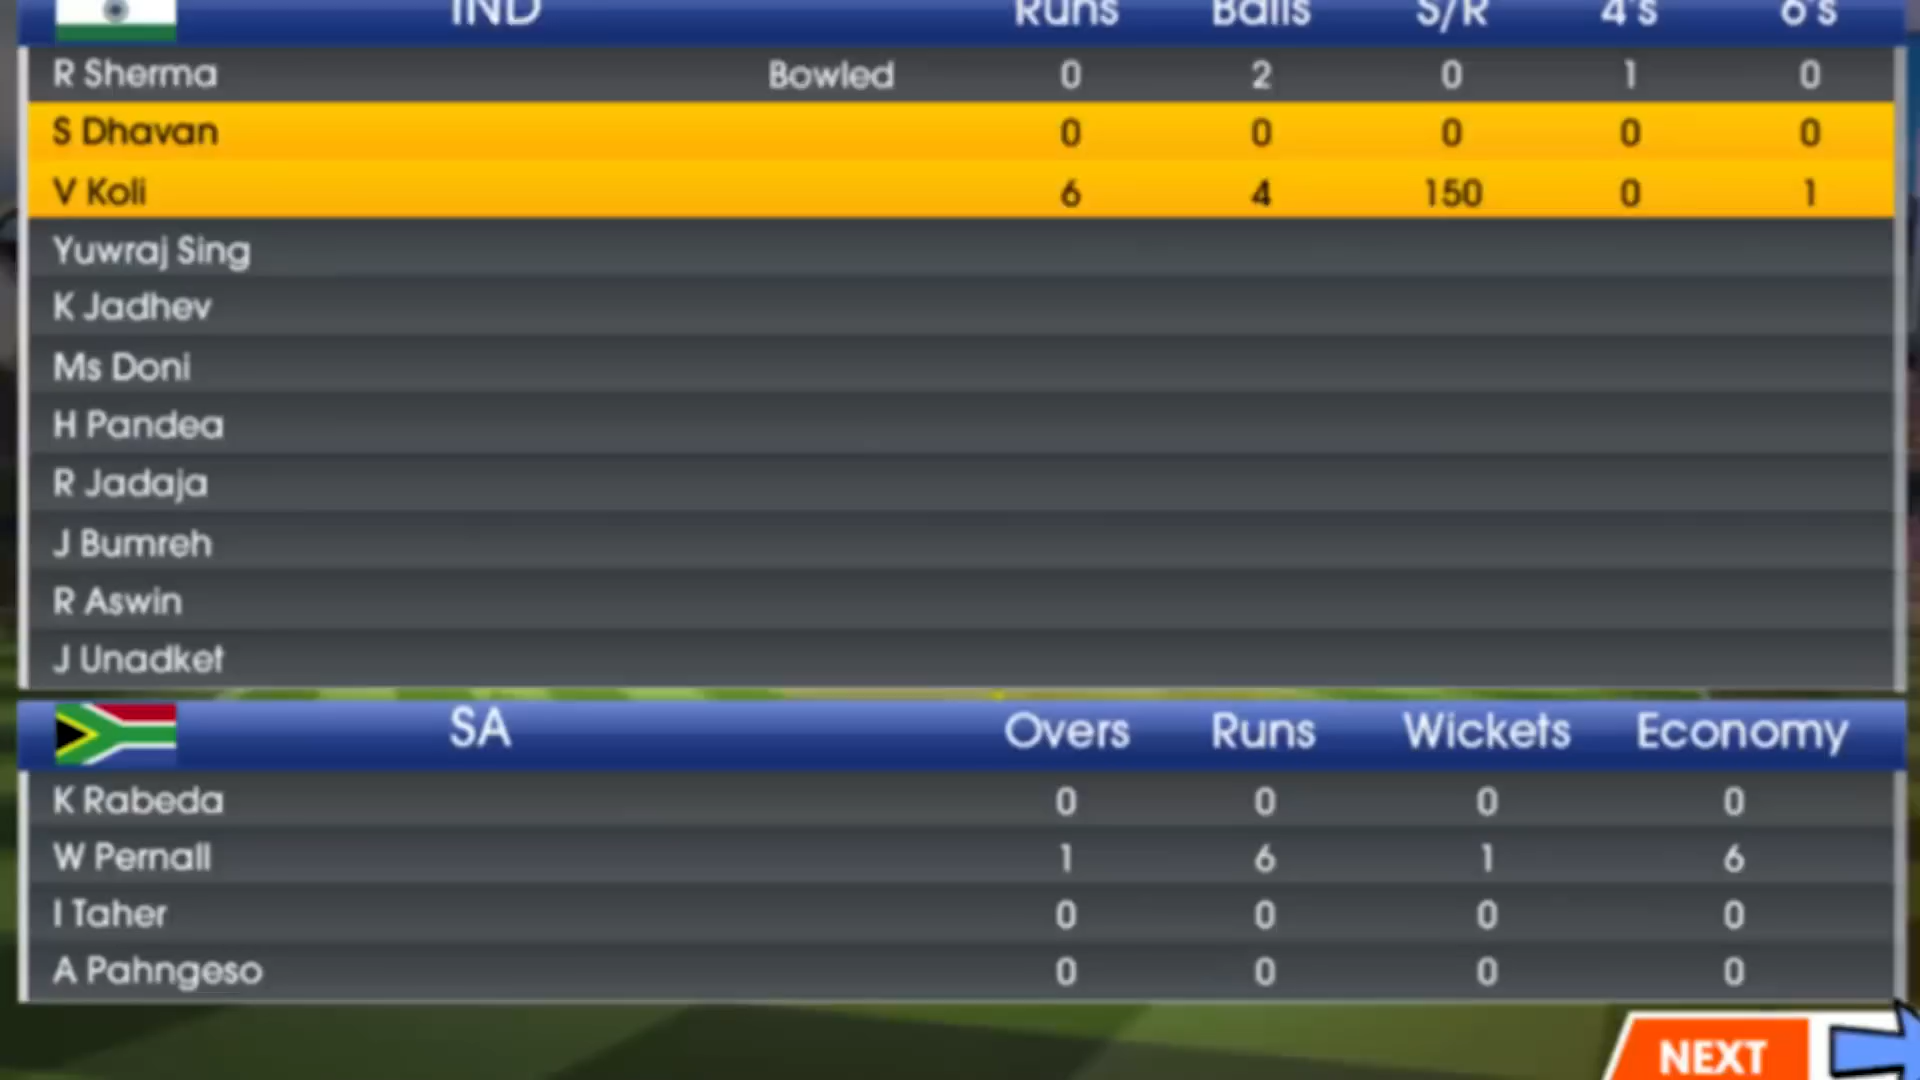 IND Runs Balls S/R 4's 6's
R Sherma Bowled 0 2 0 1 0
S Dhavan 0 0 0 0 0
V Koli 6 4 150 0 1
Yuwraj Sing
K Jadhev
Ms Doni
H Pandea
R Jadaja
J Bumreh
R Aswin
J Unadket
SA Overs Runs Wickets Economy
K Rabeda 0 0 0 0
W Pernall 1 6 1 6
I Taher 0 0 0 0
A Pahngeso 0 0 0 0
NEXT